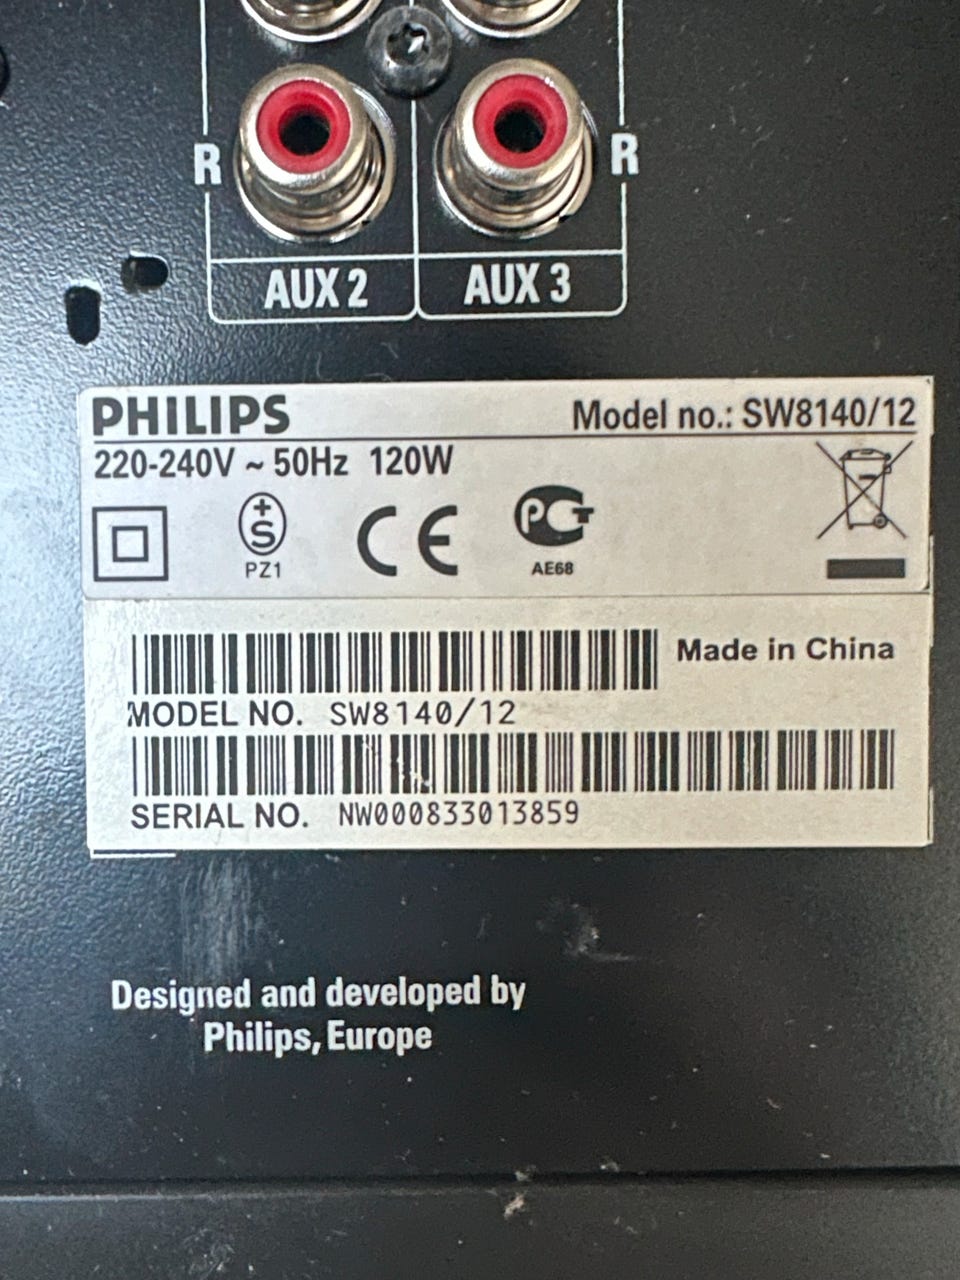 R R
AUX 2 AUX 3
PHILIPS Model no.: SW8140/12
220-240V ~ 50Hz 120W
+
S
PZ1
CE
PCT
AE68
Made in China
MODEL NO. SW8140/12
SERIAL NO. NW000833013859
Designed and developed by
Philips, Europe